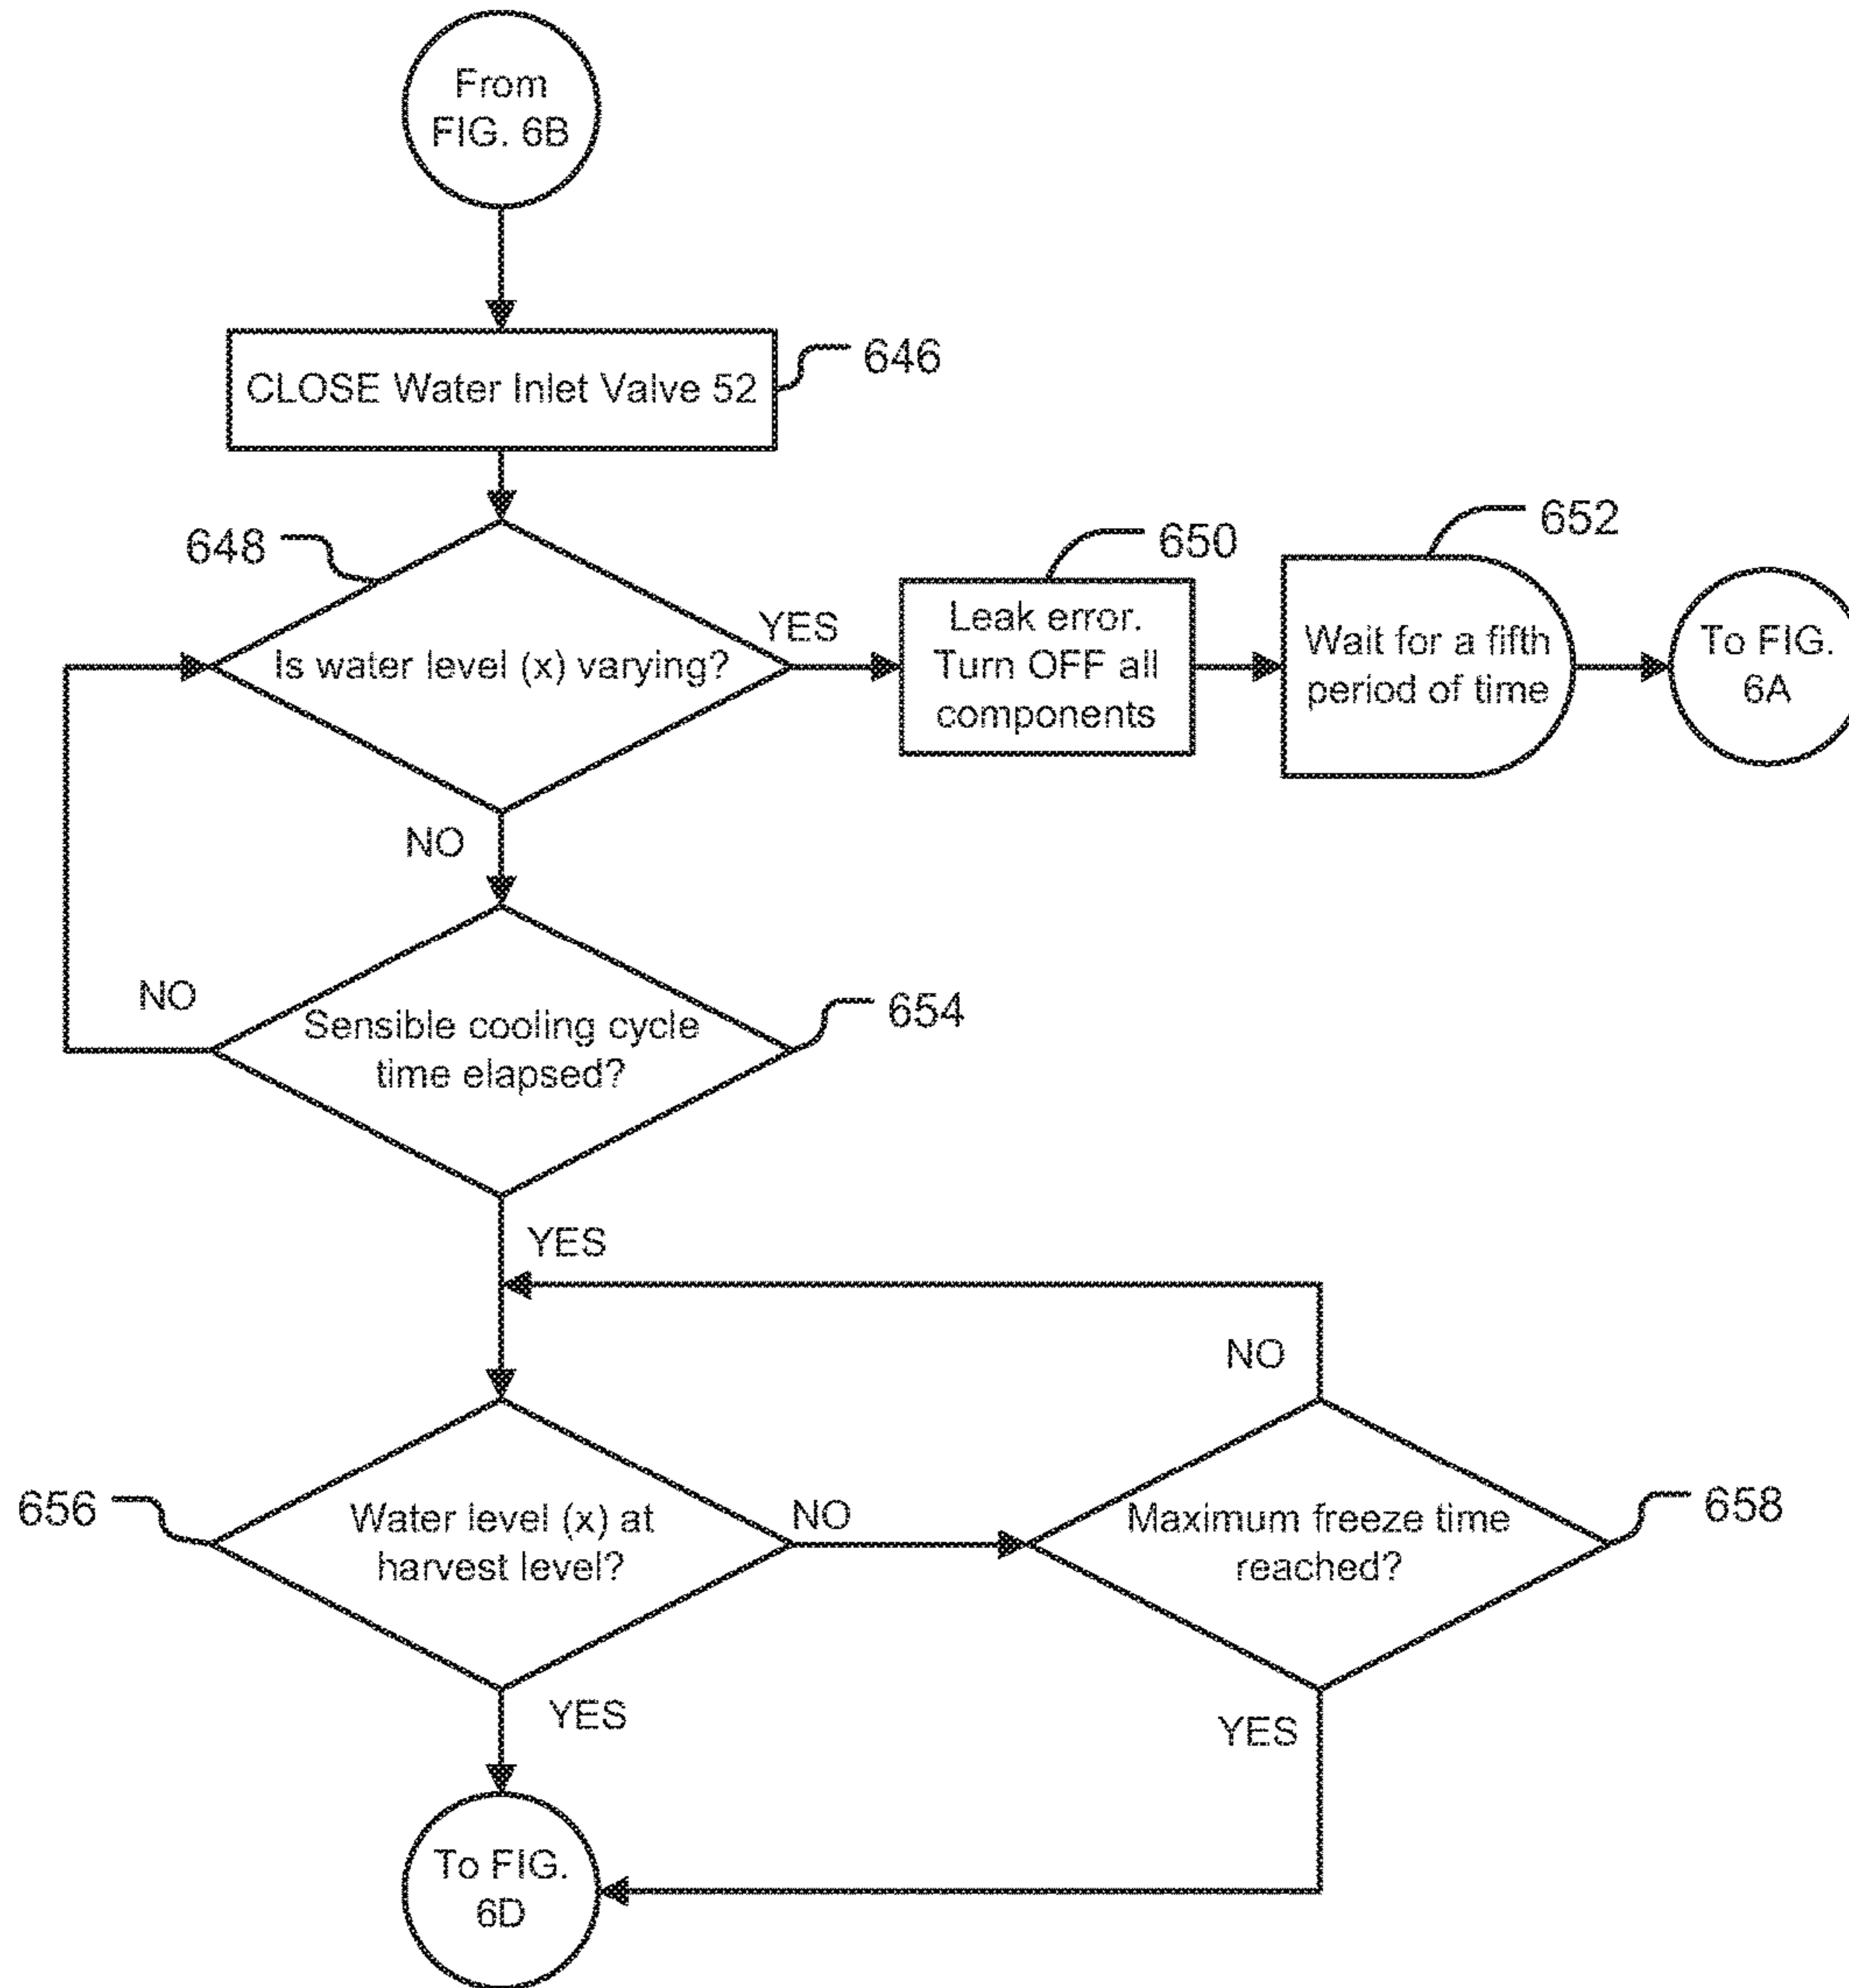 From
FIG. 6B
CLOSE Water Inlet Valve 52
646
648
Is water level (x) varying?
YES
650
Leak error.
Turn OFF all
components
652
Wait for a fifth
period of time
To FIG.
6A
NO
NO
Sensible cooling cycle
time elapsed?
654
YES
NO
656
Water level (x) at
harvest level?
NO
Maximum freeze time
reached?
658
YES
YES
To FIG.
6D